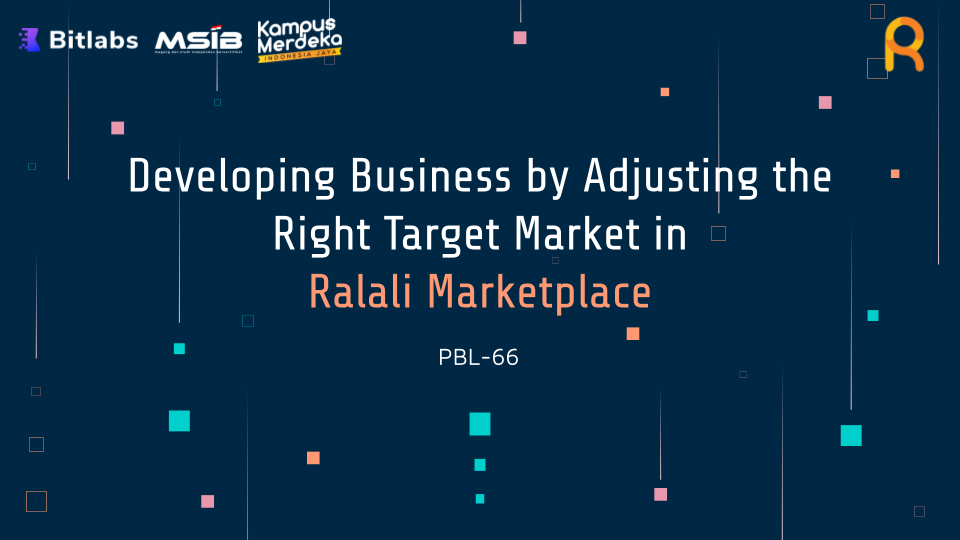 Bitlabs
MSIB
Kampus
Merdeka
INDONESIA JAYA
Developing Business by Adjusting the
Right Target Market in
Ralali Marketplace
PBL-66